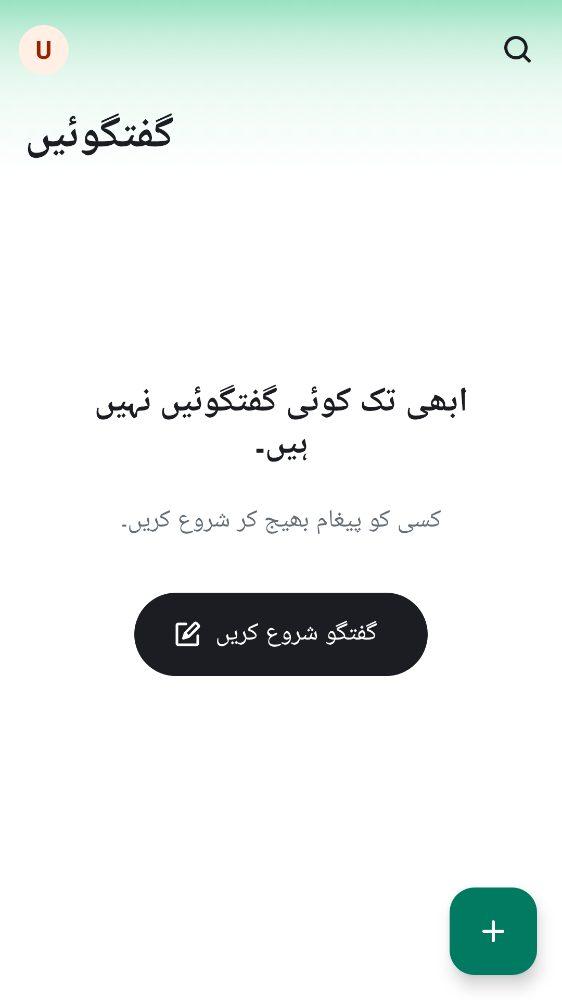 U
گفتگوئیں
ابھی تک کوئی گفتگوئیں نہیں
ہیں۔
کسی کو پیغام بھیج کر شروع کریں۔
گفتگو شروع کریں